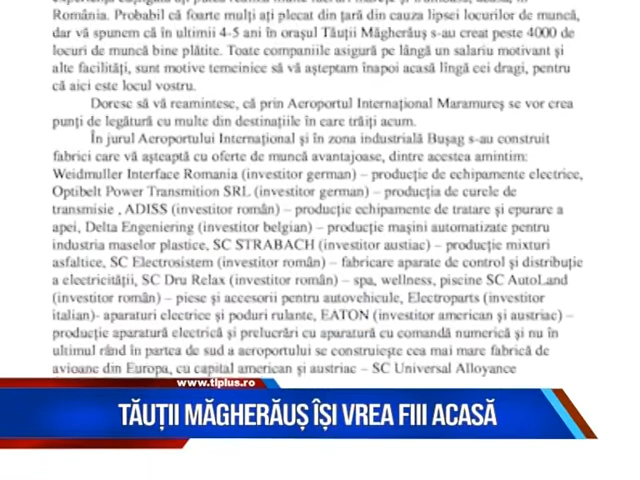 România. Probabil că foarte mulți ați plecat din țară din cauza lipsei locurilor de muncă,
dar vă spunem că în ultimii 4-5 ani în orașul Tăuții Măgherăuș s-au creat peste 4000 de
locuri de muncă bine plătite. Toate companiile asigură pe lângă un salariu motivant și
alte facilități, sunt motive temeinice să vă așteptam înapoi acasă lîngă cei dragi, pentru
că aici este locul vostru.
Doresc să vă reamintesc, că prin Aeroportul Internațional Maramureș se vor crea
punți de legătură cu multe din destinațiile în care trăiți acum.
În jurul Aeroportului Internațional și în zona industrială Bușag s-au construit
fabrici care vă așteaptă cu oferte de muncă avantajoase, dintre acestea amintim:
Weidmuller Interface Romania (investitor german) – producție de echipamente electrice,
Optibelt Power Transmition SRL (investitor german) – producția de curele de
transmisie , ADISS (investitor român) – producție echipamente de tratare și epurare a
apei, Delta Engeniering (investitor belgian) – producție mașini automatizate pentru
industria maselor plastice, SC STRABACH (investitor austiac) – producție mixturi
asfaltice, SC Electrosistem (investitor român) – fabricare aparate de control și distribuție
a electricității, SC Dru Relax (investitor român) – spa, wellness, piscine SC AutoLand
(investitor român) – piese și accesorii pentru autovehicule, Electroparts (investitor
italian)- aparaturi electrice și poduri rulante, EATON (investitor american și austriac) –
producție aparatură electrică și prelucrări cu aparatură cu comandă numerică și nu în
ultimul rând în partea de sud a aeroportului se construiește cea mai mare fabrică de
avioane din Europa, cu capital american și austriac – SC Universal Alloyance
www.tlplus.ro
TĂUȚII MĂGHERĂUȘ ÎȘI VREA FIII ACASĂ